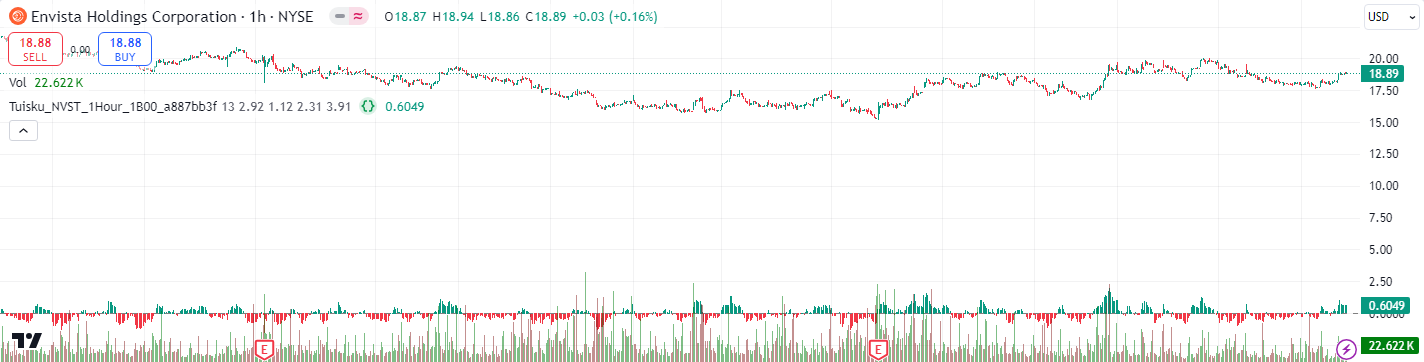 Envista Holdings Corporation · 1h · NYSE
O18.87 H18.94 L18.86 C18.89 +0.03 (+0.16%)
USD
18.88
SELL
0.00
18.88
BUY
Vol 22.622 K
Tuisku_NVST_1Hour_1B00_a887bb3f 13 2.92 1.12 2.31 3.91 {} 0.6049
20.00
18.89
17.50
15.00
12.50
10.00
7.50
5.00
2.50
0.6049
0.0000
22.622 K
E
E